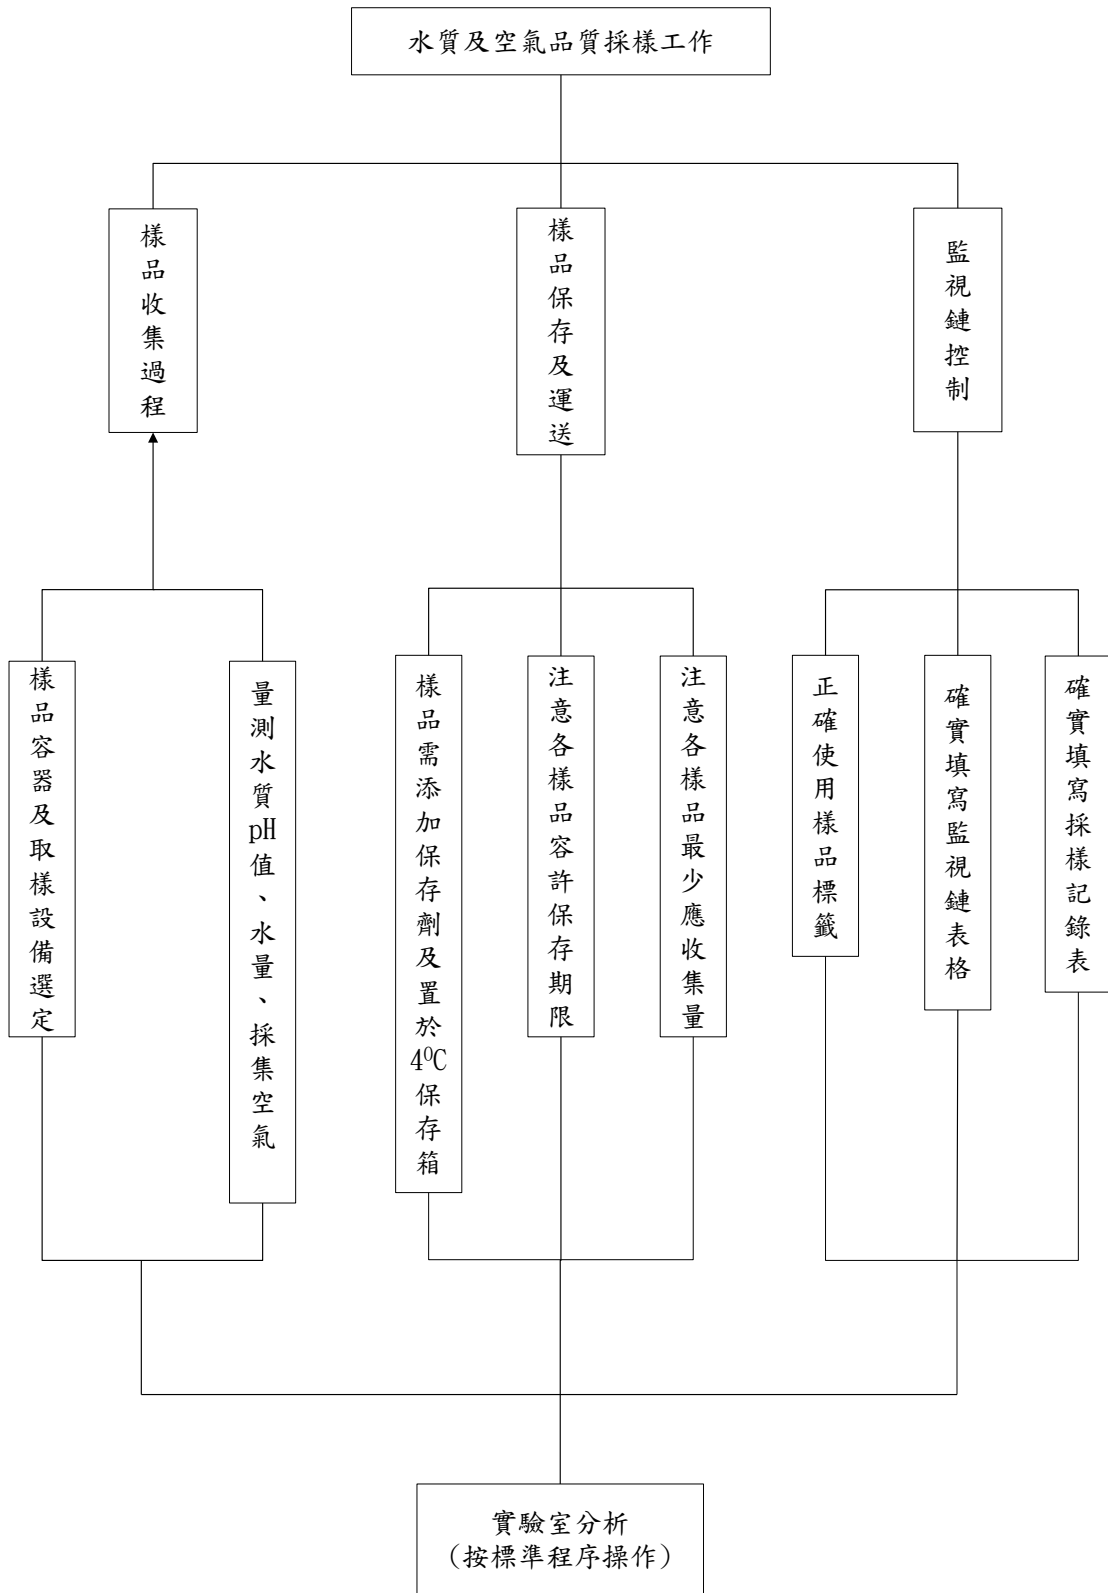 水質及空氣品質採樣工作
樣品收集過程
樣品保存及運送
監視鏈控制
樣品容器及取樣設備選定
量測水質pH值、水量、採集空氣
樣品需添加保存劑及置於4⁰C保存箱
注意各樣品容許保存期限
注意各樣品最少應收集量
正確使用樣品標籤
確實填寫監視鏈表格
確實填寫採樣記錄表
實驗室分析
（按標準程序操作）